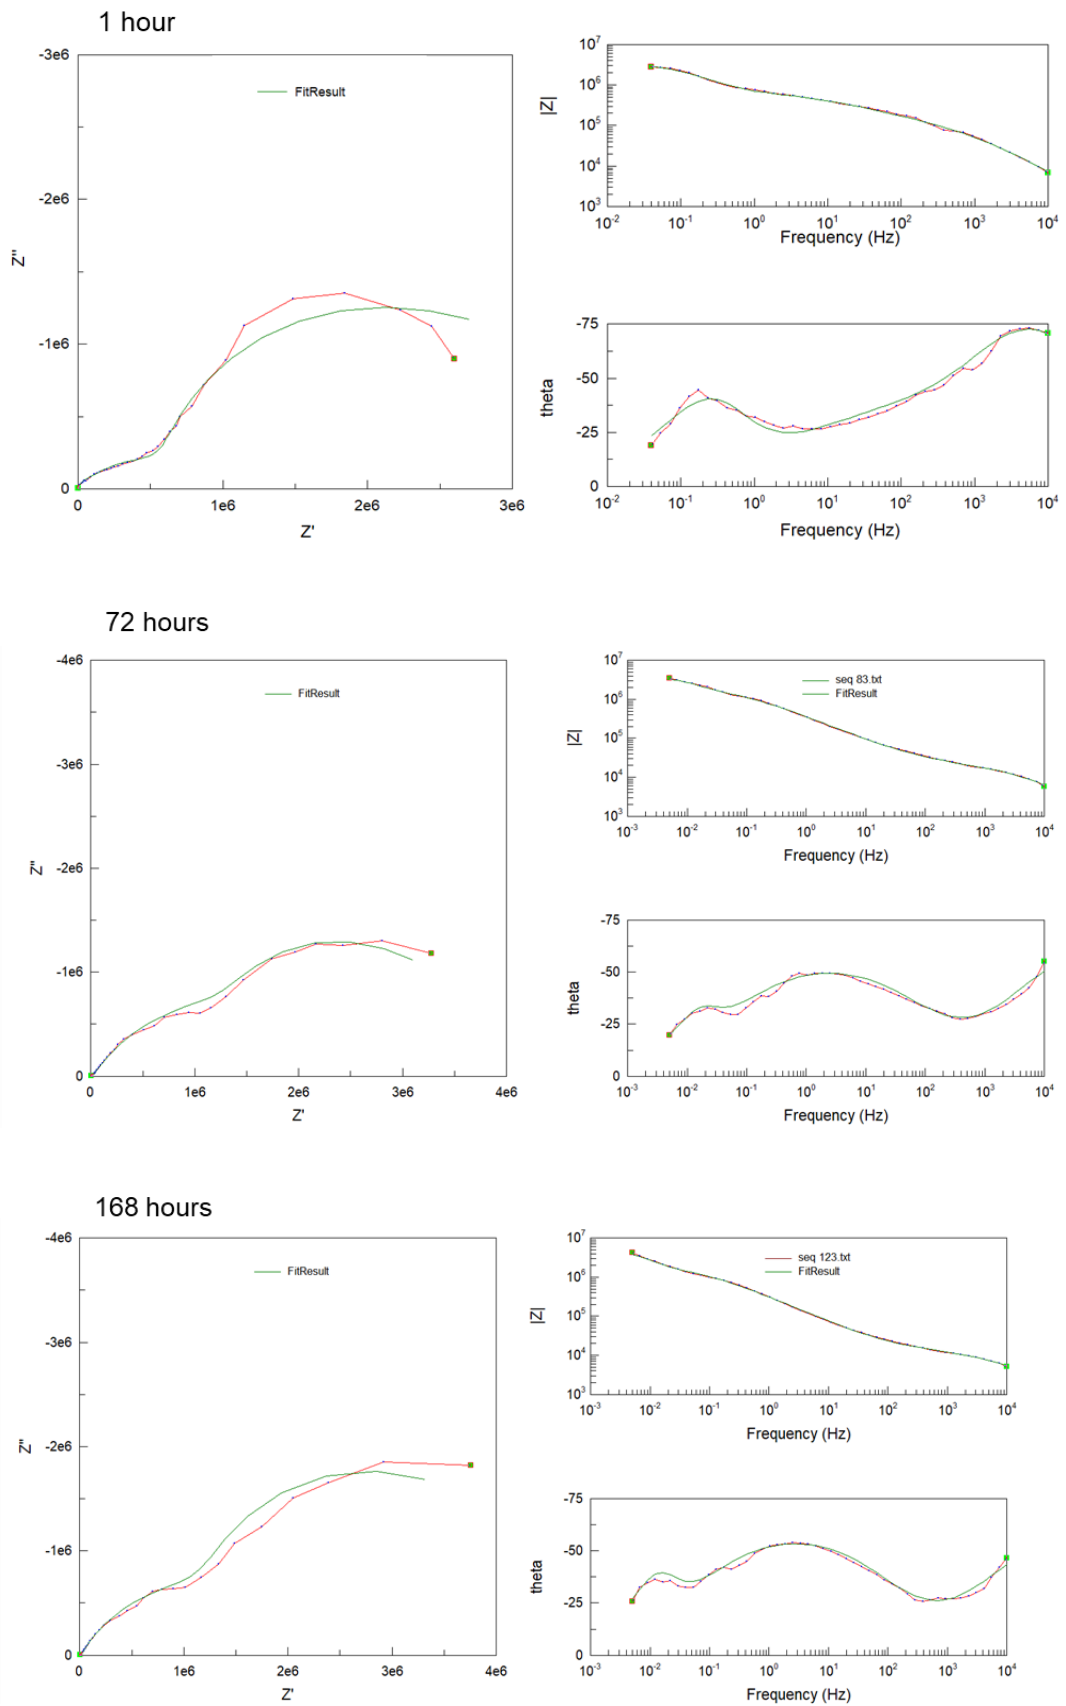 1 hour
-3e6
-2e6
-1e6
0
Z''
FitResult
0
1e6
2e6
3e6
Z'
10^7
10^6
10^5
10^4
10^3
|Z|
10^-2
10^-1
10^0
10^1
10^2
10^3
10^4
Frequency (Hz)
-75
-50
-25
0
theta
10^-2
10^-1
10^0
10^1
10^2
10^3
10^4
Frequency (Hz)
72 hours
-4e6
-3e6
-2e6
-1e6
0
Z''
FitResult
0
1e6
2e6
3e6
4e6
Z'
10^7
10^6
10^5
10^4
10^3
|Z|
seq 83.txt
FitResult
10^-3
10^-2
10^-1
10^0
10^1
10^2
10^3
10^4
Frequency (Hz)
-75
-50
-25
0
theta
10^-3
10^-2
10^-1
10^0
10^1
10^2
10^3
10^4
Frequency (Hz)
168 hours
-4e6
-3e6
-2e6
-1e6
0
Z''
FitResult
0
1e6
2e6
3e6
4e6
Z'
10^7
10^6
10^5
10^4
10^3
|Z|
seq 123.txt
FitResult
10^-3
10^-2
10^-1
10^0
10^1
10^2
10^3
10^4
Frequency (Hz)
-75
-50
-25
0
theta
10^-3
10^-2
10^-1
10^0
10^1
10^2
10^3
10^4
Frequency (Hz)